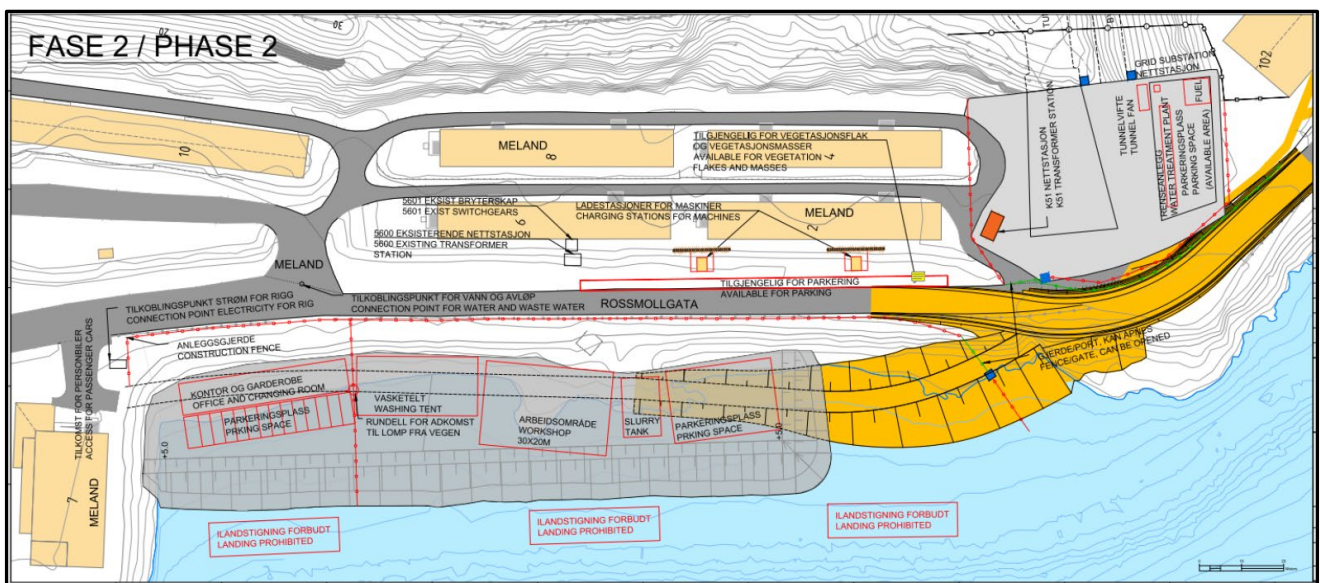 FASE 2 / PHASE 2
20
30
10
MELAND
8
TILGJENGELIG FOR VEGETASJONSFLAK
OG VEGETASJONSMASSER
AVAILABLE FOR VEGETATION
FLAKES AND MASSES
4
GRID SUBSTATION
NETTSTASJON
102
K51 NETTSTASJON
K51 TRANSFORMER STATION
TUNNELVIFTE
TUNNEL FAN
RENSEANLEGG
WATER TREATMENT PLANT
PARKERINGSPLASS
PARKING SPACE
(AVAILABLE AREA)
FUEL
5601 EKSIST BRYTERSKAP
5601 EXIST SWITCHGEARS
6
LADESTASJONER FOR MASKINER
CHARGING STATIONS FOR MACHINES
MELAND
2
5600 EKSISTERENDE NETTSTASJON
5600 EXISTING TRANSFORMER
STATION
MELAND
TILGJENGELIG FOR PARKERING
AVAILABLE FOR PARKING
TILKOBLINGSPUNKT STRØM FOR RIGG
CONNECTION POINT ELECTRICITY FOR RIG
TILKOBLINGSPUNKT FOR VANN OG AVLØP
CONNECTION POINT FOR WATER AND WASTE WATER
ROSSMOLLGATA
ANLEGGSGJERDE
CONSTRUCTION FENCE
GJERDE/PORT, KAN ÅPNES
FENCE/GATE, CAN BE OPENED
TILKOMST FOR PERSONBILER
ACCESS FOR PASSENGER CARS
KONTOR OG GARDEROBE
OFFICE AND CHANGING ROOM
PARKERINGSPLASS
PRKING SPACE
VASKETELT
WASHING TENT
RUNDELL FOR ADKOMST
TIL LOMP FRA VEGEN
ARBEIDSOMRÅDE
WORKSHOP
30X20M
SLURRY
TANK
PARKERINGSPLASS
PRKING SPACE
+5.0
+5.0
7
MELAND
ILANDSTIGNING FORBUDT
LANDING PROHIBITED
ILANDSTIGNING FORBUDT
LANDING PROHIBITED
ILANDSTIGNING FORBUDT
LANDING PROHIBITED